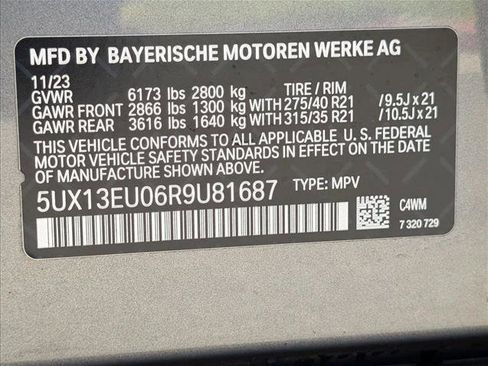 MFD BY BAYERISCHE MOTOREN WERKE AG
11/23
GVWR 6173 lbs 2800 kg TIRE / RIM
GAWR FRONT 2866 lbs 1300 kg WITH 275/40 R21 /9.5J x 21
GAWR REAR 3616 lbs 1640 kg WITH 315/35 R21 /10.5J x 21
THIS VEHICLE CONFORMS TO ALL APPLICABLE U. S. FEDERAL
MOTOR VEHICLE SAFETY STANDARDS IN EFFECT ON THE DATE
OF MANUFACTURE SHOWN ABOVE.
5UX13EU06R9U81687 TYPE: MPV
C4WM
7 320 729